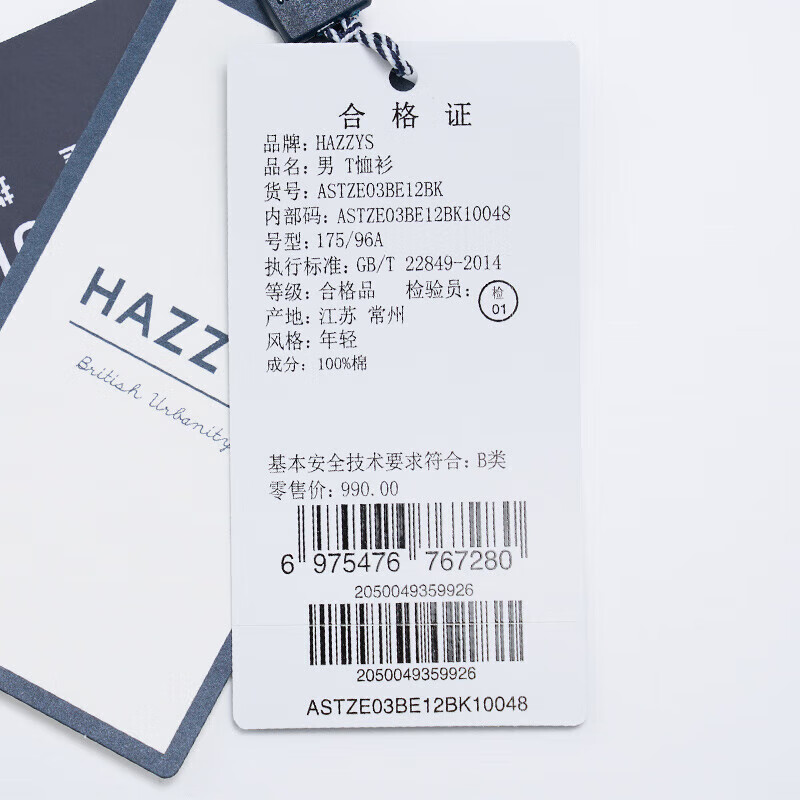 合格证
品牌: HAZZYS
品名: 男 T恤衫
货号: ASTZE03BE12BK
内部码: ASTZE03BE12BK10048
号型: 175/96A
执行标准: GB/T 22849-2014
等级: 合格品 检验员: 检 01
产地: 江苏 常州
风格: 年轻
成分: 100%棉
基本安全技术要求符合: B类
零售价: 990.00
6 975476 767280
2050049359926
2050049359926
ASTZE03BE12BK10048
HAZZ
British Urbanity